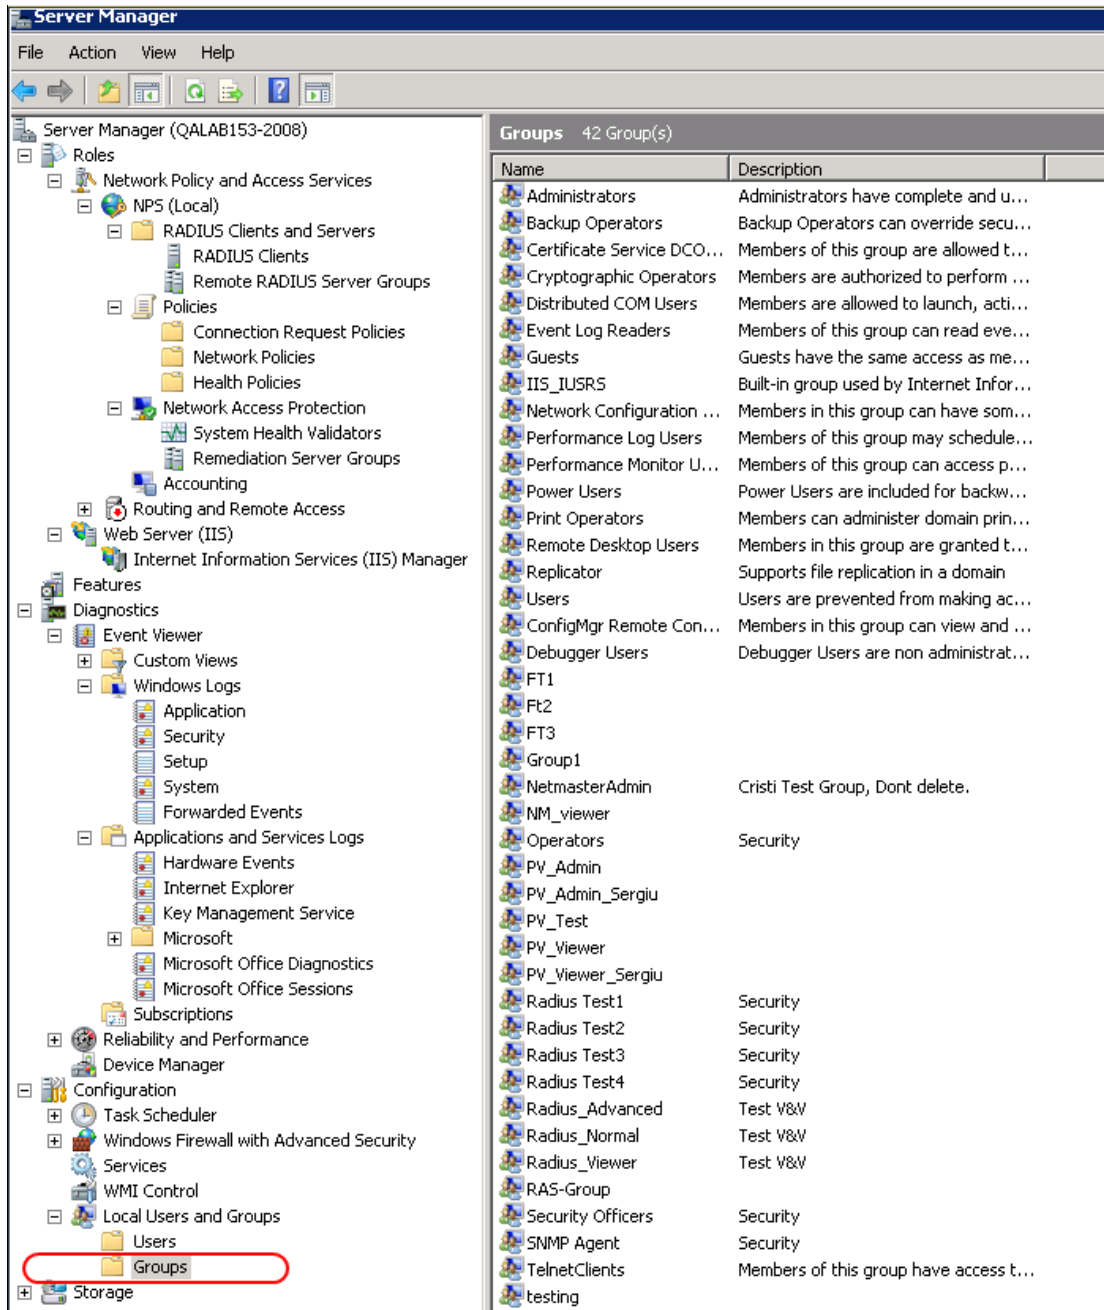 Server Manager
File Action View Help
Server Manager (QALAB153-2008)
Roles
Network Policy and Access Services
NPS (Local)
RADIUS Clients and Servers
RADIUS Clients
Remote RADIUS Server Groups
Policies
Connection Request Policies
Network Policies
Health Policies
Network Access Protection
System Health Validators
Remediation Server Groups
Accounting
Routing and Remote Access
Web Server (IIS)
Internet Information Services (IIS) Manager
Features
Diagnostics
Event Viewer
Custom Views
Windows Logs
Application
Security
Setup
System
Forwarded Events
Applications and Services Logs
Hardware Events
Internet Explorer
Key Management Service
Microsoft
Microsoft Office Diagnostics
Microsoft Office Sessions
Subscriptions
Reliability and Performance
Device Manager
Configuration
Task Scheduler
Windows Firewall with Advanced Security
Services
WMI Control
Local Users and Groups
Users
Groups
Storage
Groups 42 Group(s)
Name Description
Administrators Administrators have complete and u...
Backup Operators Backup Operators can override secu...
Certificate Service DCO... Members of this group are allowed t...
Cryptographic Operators Members are authorized to perform ...
Distributed COM Users Members are allowed to launch, acti...
Event Log Readers Members of this group can read eve...
Guests Guests have the same access as me...
IIS_IUSRS Built-in group used by Internet Infor...
Network Configuration ... Members in this group can have som...
Performance Log Users Members of this group may schedule...
Performance Monitor U... Members of this group can access p...
Power Users Power Users are included for backw...
Print Operators Members can administer domain prin...
Remote Desktop Users Members in this group are granted t...
Replicator Supports file replication in a domain
Users Users are prevented from making ac...
ConfigMgr Remote Con... Members in this group can view and ...
Debugger Users Debugger Users are non administrat...
FT1
Ft2
FT3
Group1
NetmasterAdmin Cristi Test Group, Dont delete.
NM_viewer
Operators Security
PV_Admin
PV_Admin_Sergiu
PV_Test
PV_Viewer
PV_Viewer_Sergiu
Radius Test1 Security
Radius Test2 Security
Radius Test3 Security
Radius Test4 Security
Radius_Advanced Test V&V
Radius_Normal Test V&V
Radius_Viewer Test V&V
RAS-Group
Security Officers Security
SNMP Agent Security
TelnetClients Members of this group have access t...
testing